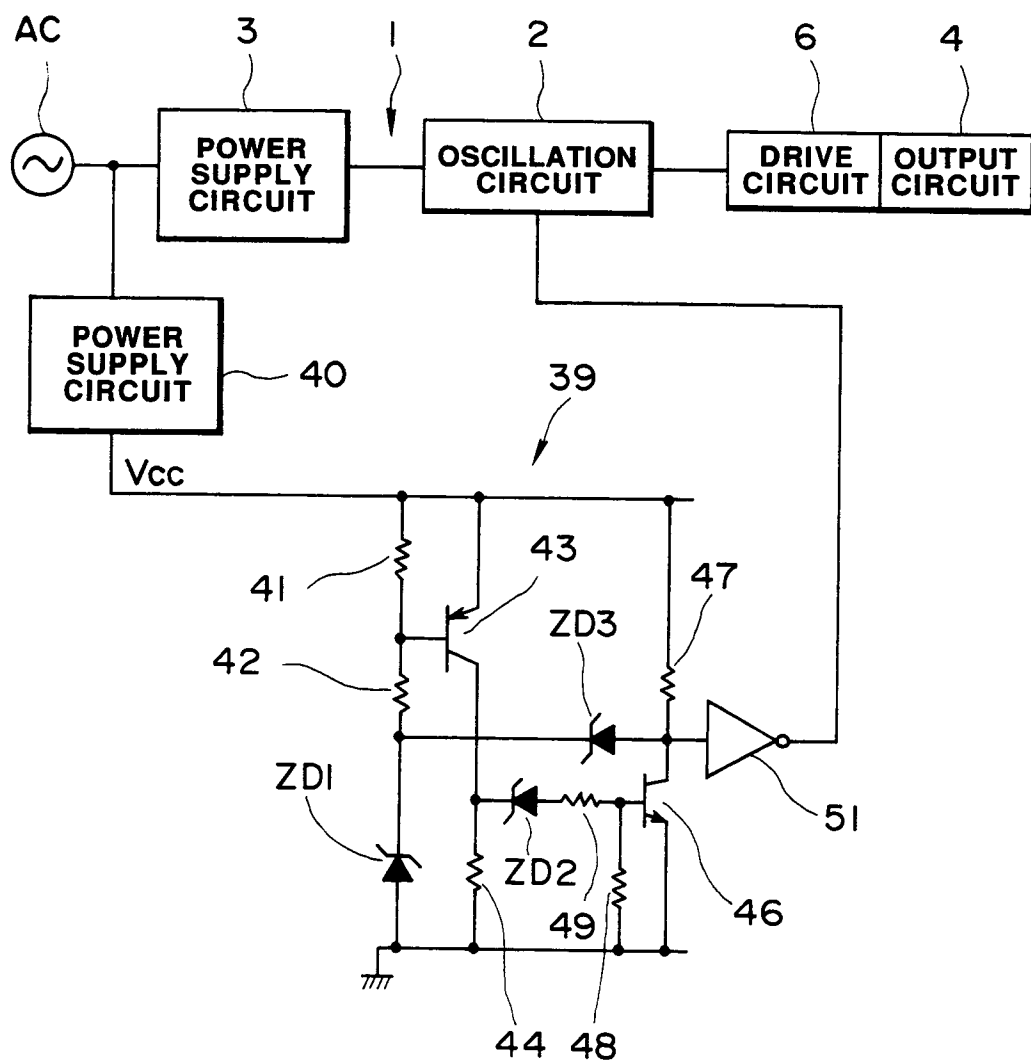 AC
3
1
2
6
4
POWER
SUPPLY
CIRCUIT
OSCILLATION
CIRCUIT
DRIVE
CIRCUIT
OUTPUT
CIRCUIT
POWER
SUPPLY
CIRCUIT
40
39
Vcc
41
43
47
ZD3
42
ZD1
51
ZD2
49
46
44
48